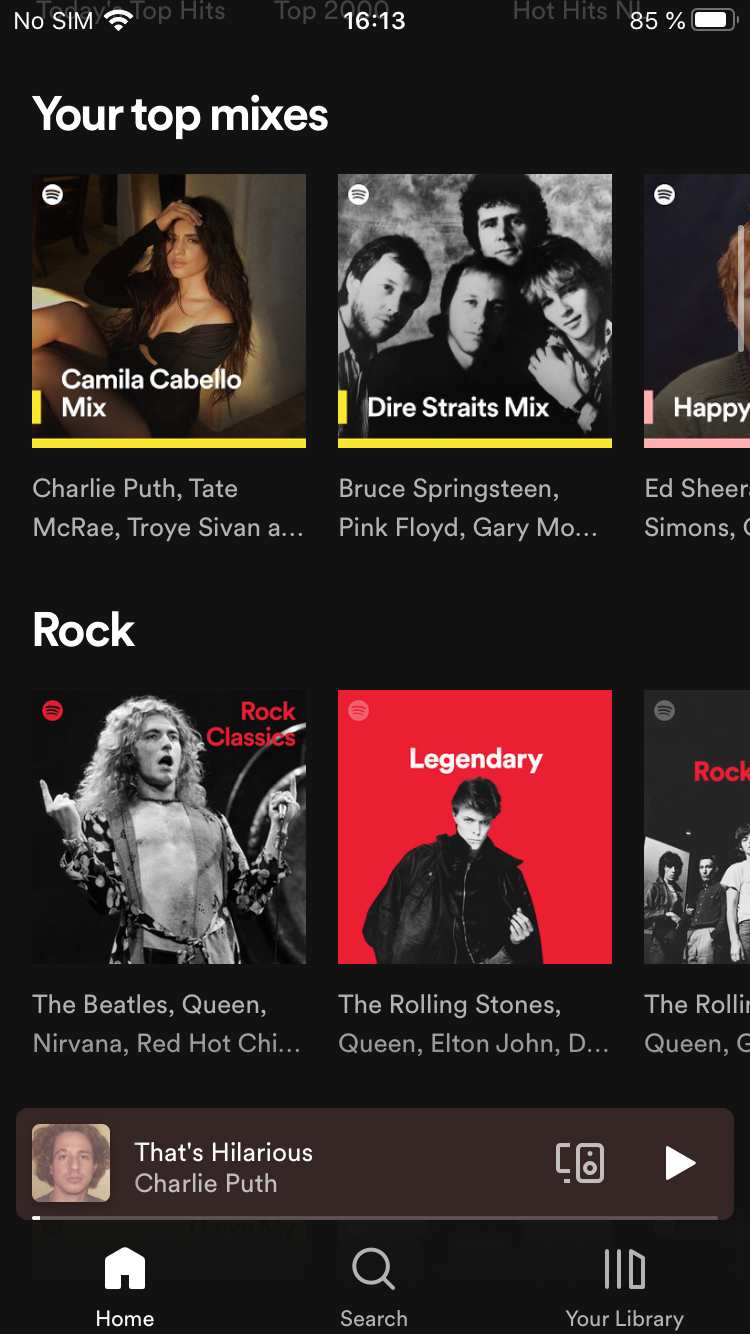 Today's Top Hits
Top 2000
Hot Hits NL
No SIM
16:13
85 %
Your top mixes
Camila Cabello
Mix
Dire Straits Mix
Happy
Charlie Puth, Tate
McRae, Troye Sivan a...
Bruce Springsteen,
Pink Floyd, Gary Mo...
Ed Sheer
Simons,
Rock
Rock
Classics
Legendary
Rock
The Beatles, Queen,
Nirvana, Red Hot Chi...
The Rolling Stones,
Queen, Elton John, D...
The Rolli
Queen,
That's Hilarious
Charlie Puth
I Love My
Home
Search
Your Library